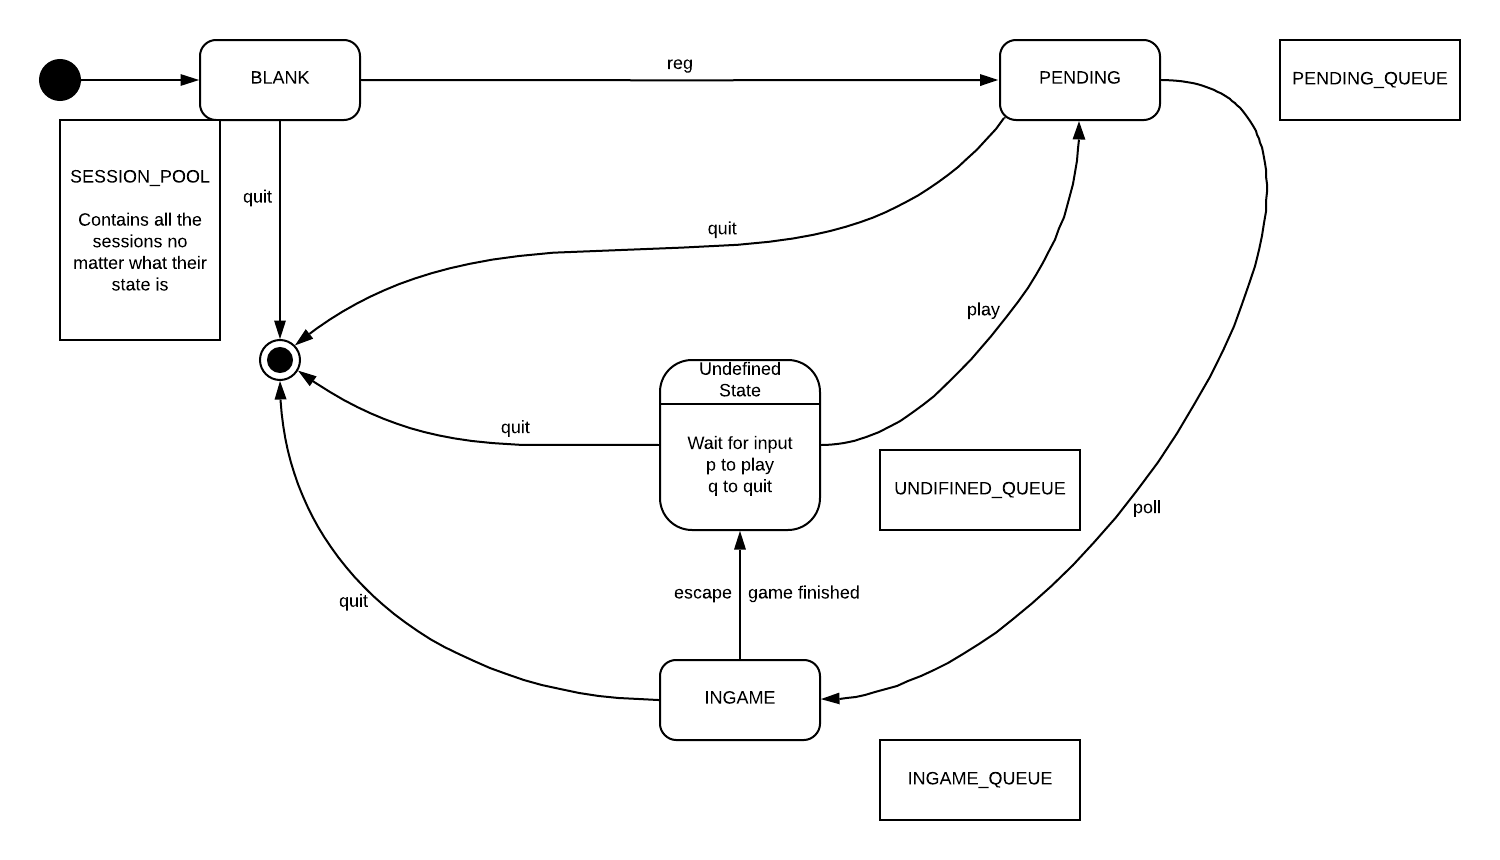 BLANK
reg
PENDING
PENDING_QUEUE
SESSION_POOL
Contains all the
sessions no
matter what their
state is
quit
quit
play
Undefined
State
Wait for input
p to play
q to quit
quit
UNDIFINED_QUEUE
poll
escape
game finished
quit
INGAME
INGAME_QUEUE